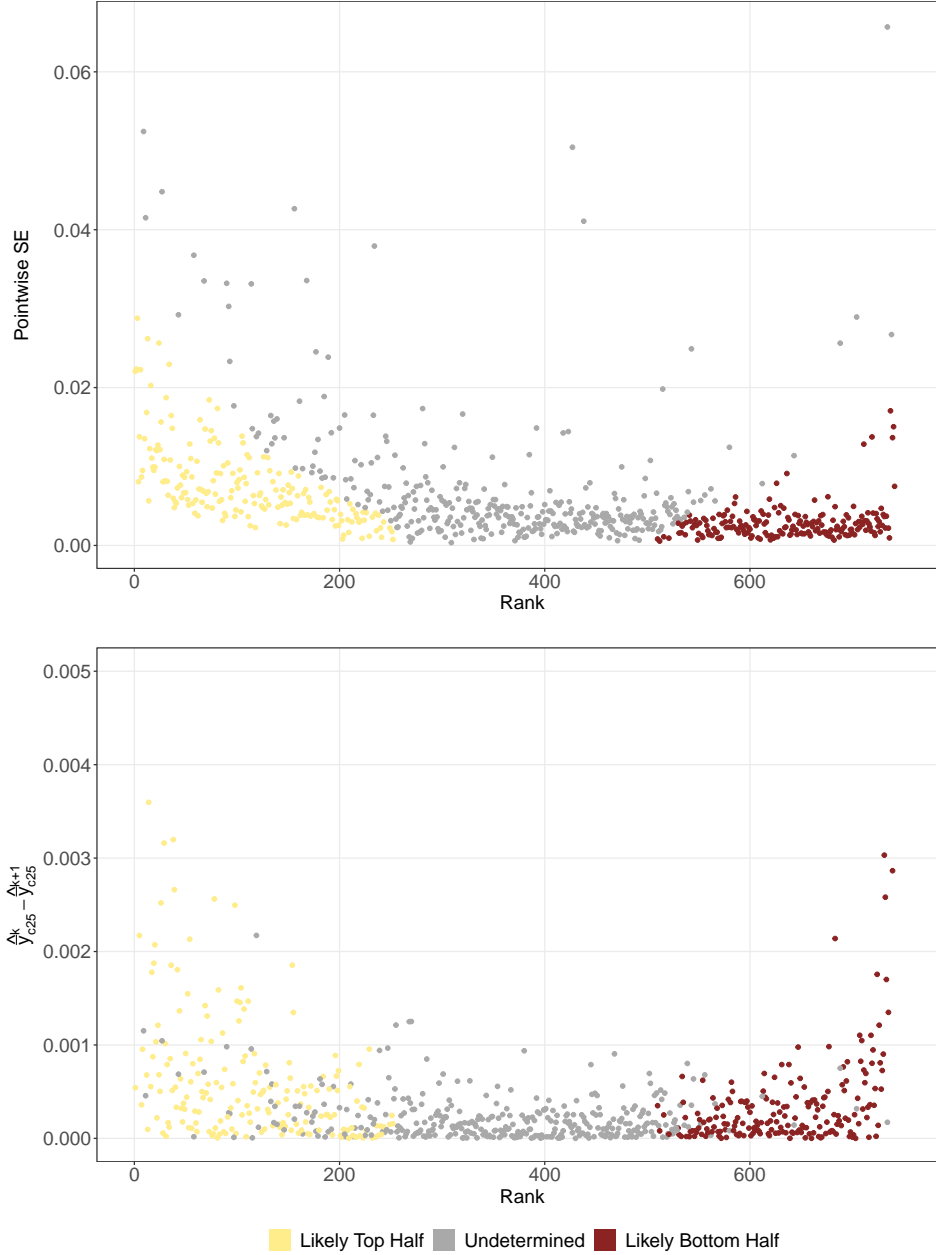 0.06
0.04
0.02
0.00
Pointwise SE
0 200 400 600
Rank
0.005
0.004
0.003
0.002
0.001
0.000
ŷ^k_c25 − ŷ^k+1_c25
0 200 400 600
Rank
Likely Top Half Undetermined Likely Bottom Half